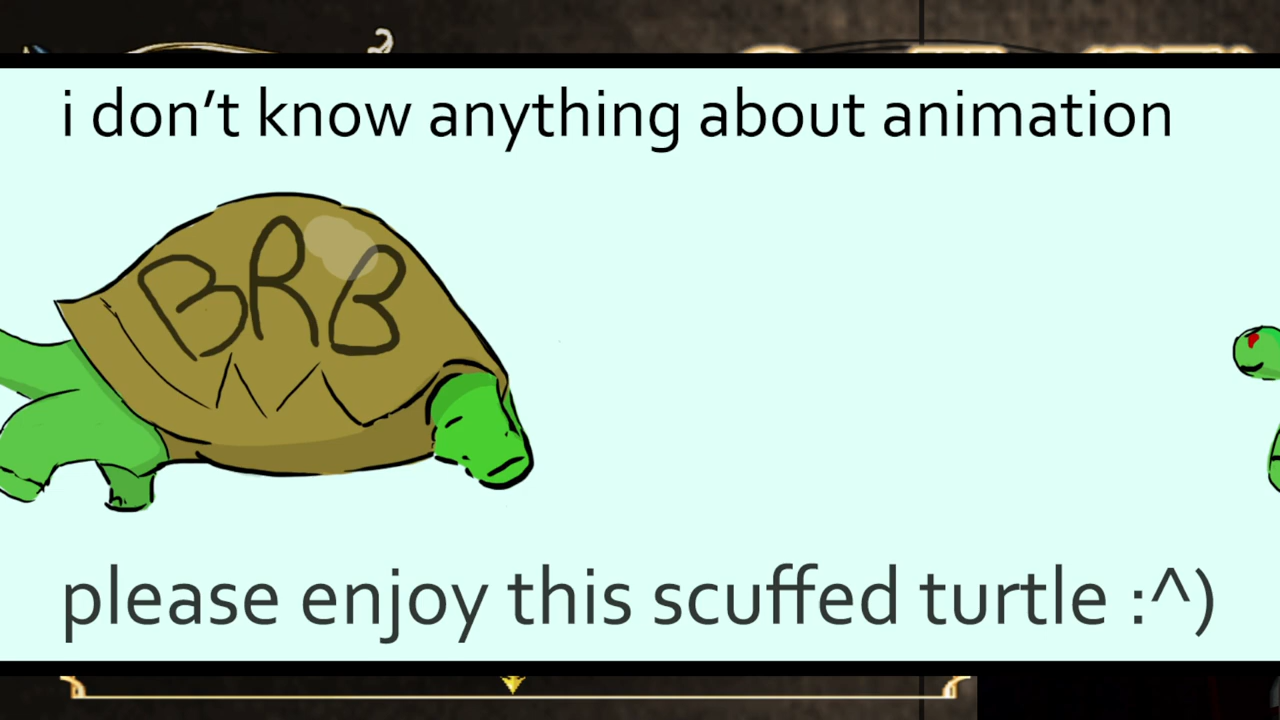 i don’t know anything about animation
BRB
please enjoy this scuffed turtle :^)